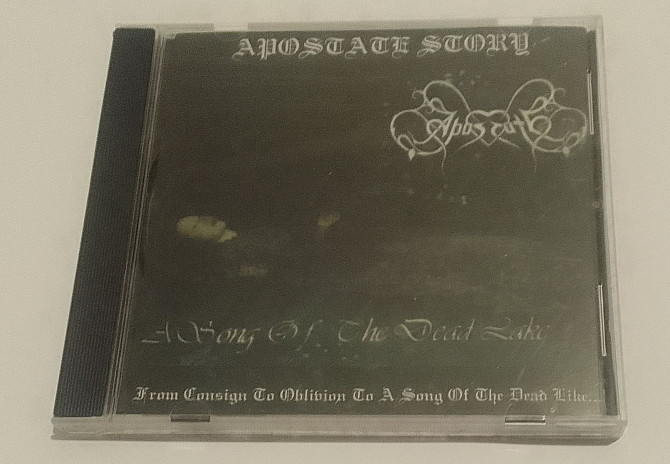 APOSTATE STORY
Apostate
A Song Of The Dead Lake
From Consign To Oblivion To A Song Of The Dead Like...